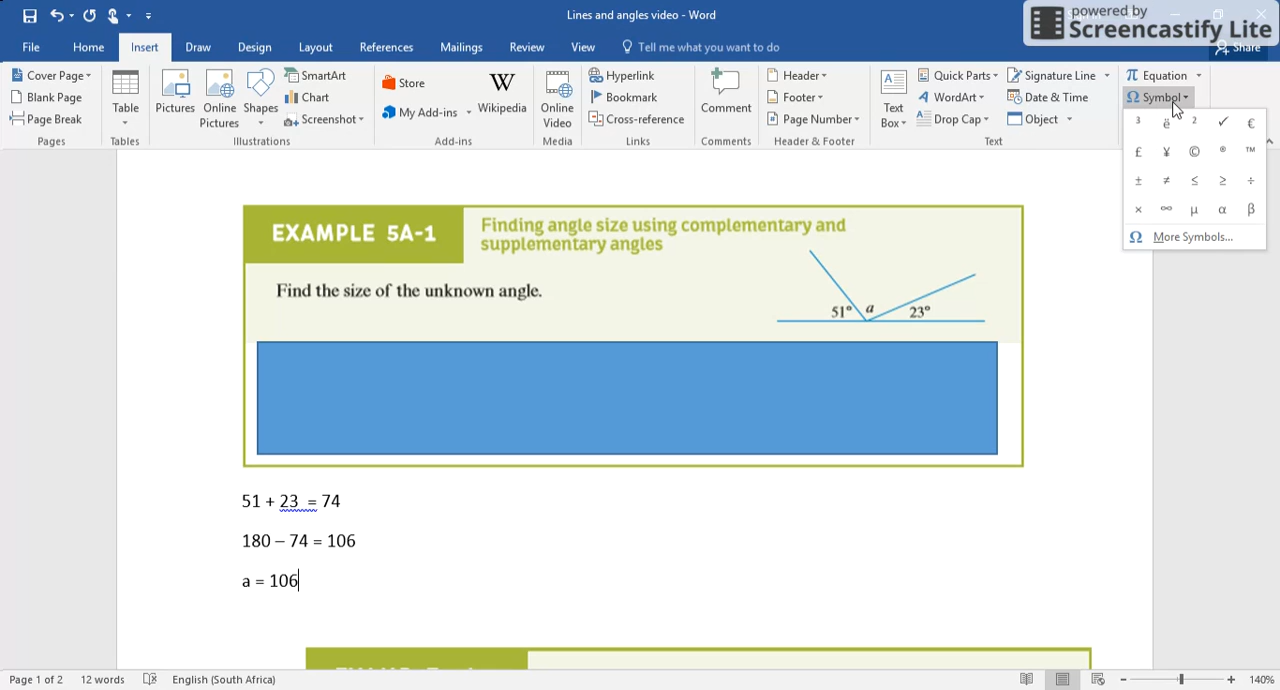 Lines and angles video - Word
powered by
Screencastify Lite
File Home Insert Draw Design Layout References Mailings Review View Tell me what you want to do Share
Cover Page
Blank Page
Page Break
Pages
Table
Tables
Pictures
Online Pictures
Shapes
SmartArt
Chart
Screenshot
Illustrations
Store
My Add-ins
W
Wikipedia
Add-ins
Online Video
Media
Hyperlink
Bookmark
Cross-reference
Links
Comment
Comments
Header
Footer
Page Number
Header & Footer
A
Text Box
Quick Parts
WordArt
Drop Cap
Signature Line
Date & Time
Object
Text
π Equation
Ω Symbol
³ ë ² ✓ €
£ ¥ © ® ™
± ≠ ≤ ≥ ÷
× ∞ µ α β
Ω More Symbols...
EXAMPLE 5A-1
Finding angle size using complementary and
supplementary angles
Find the size of the unknown angle.
51° a 23°
51 + 23 = 74
180 – 74 = 106
a = 106
Page 1 of 2 12 words English (South Africa) 140%